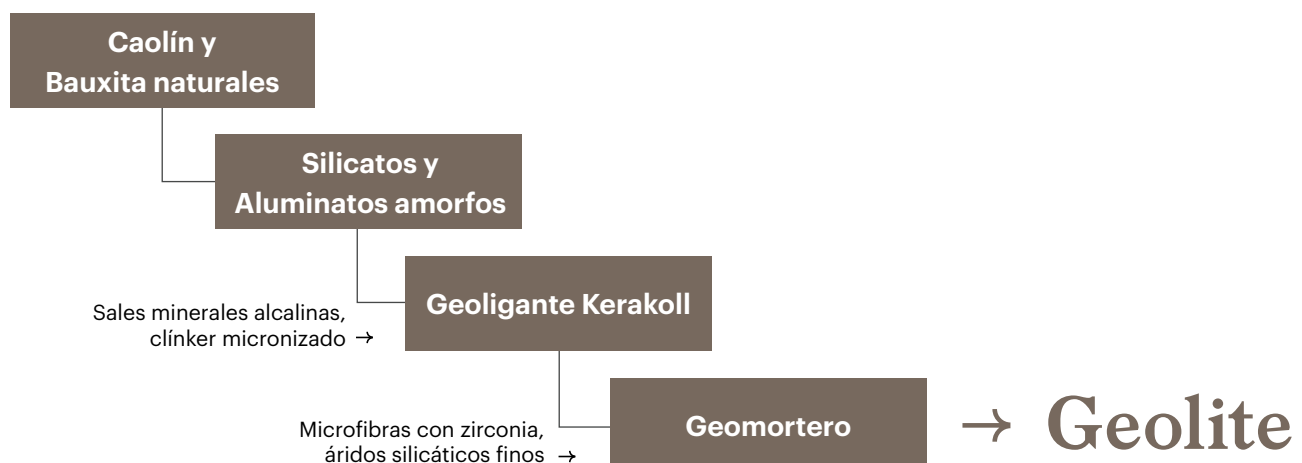 Caolín y
Bauxita naturales
Silicatos y
Aluminatos amorfos
Geoligante Kerakoll
Sales minerales alcalinas,
clínker micronizado →
Geomortero
→ Geolite
Microfibras con zirconia,
áridos silicáticos finos →